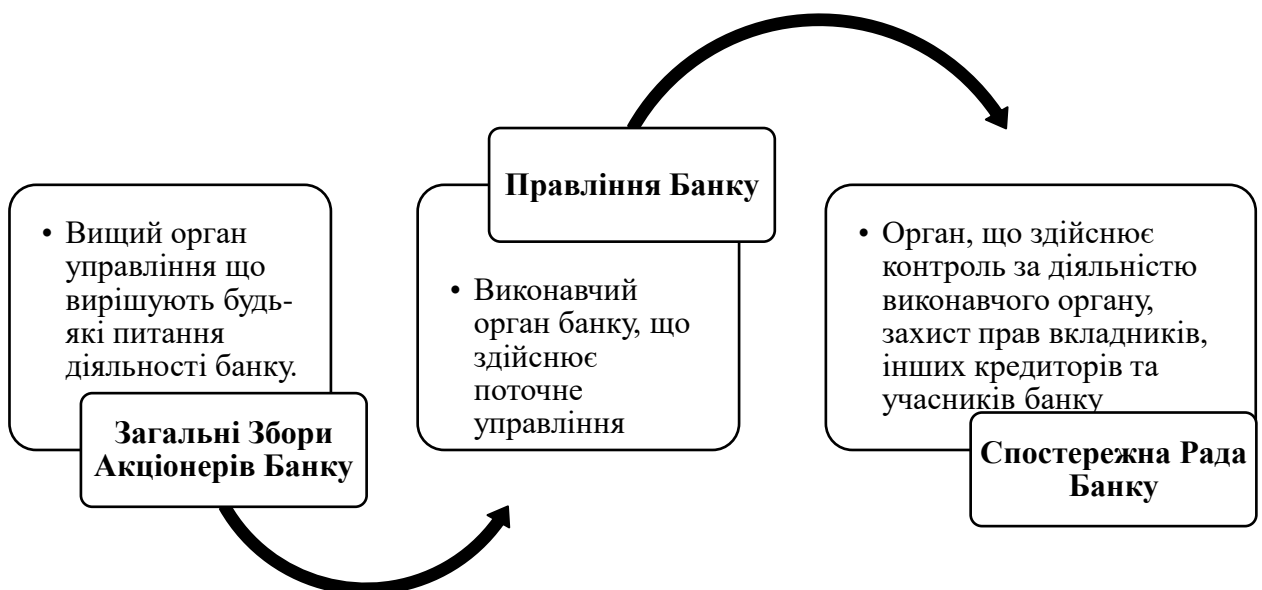 • Вищий орган
управління що
вирішують будь-
які питання
діяльності банку.
Загальні Збори
Акціонерів Банку
Правління Банку
• Виконавчий
орган банку, що
здійснює
поточне
управління
• Орган, що здійснює
контроль за діяльністю
виконавчого органу,
захист прав вкладників,
інших кредиторів та
учасників банку
Спостережна Рада
Банку